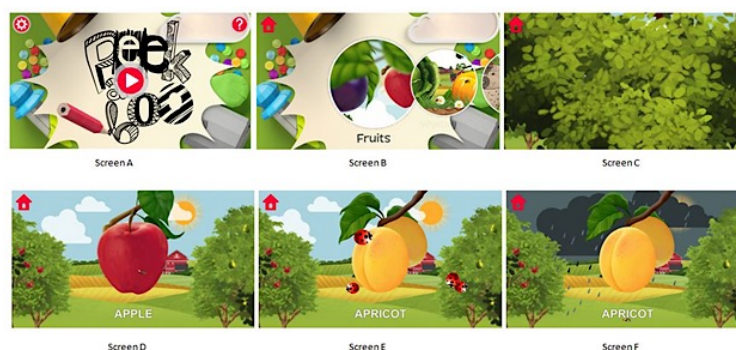 ?
Peek
a
boo
Fruits
Screen A
Screen B
Screen C
APPLE
APRICOT
APRICOT
Screen D
Screen E
Screen F